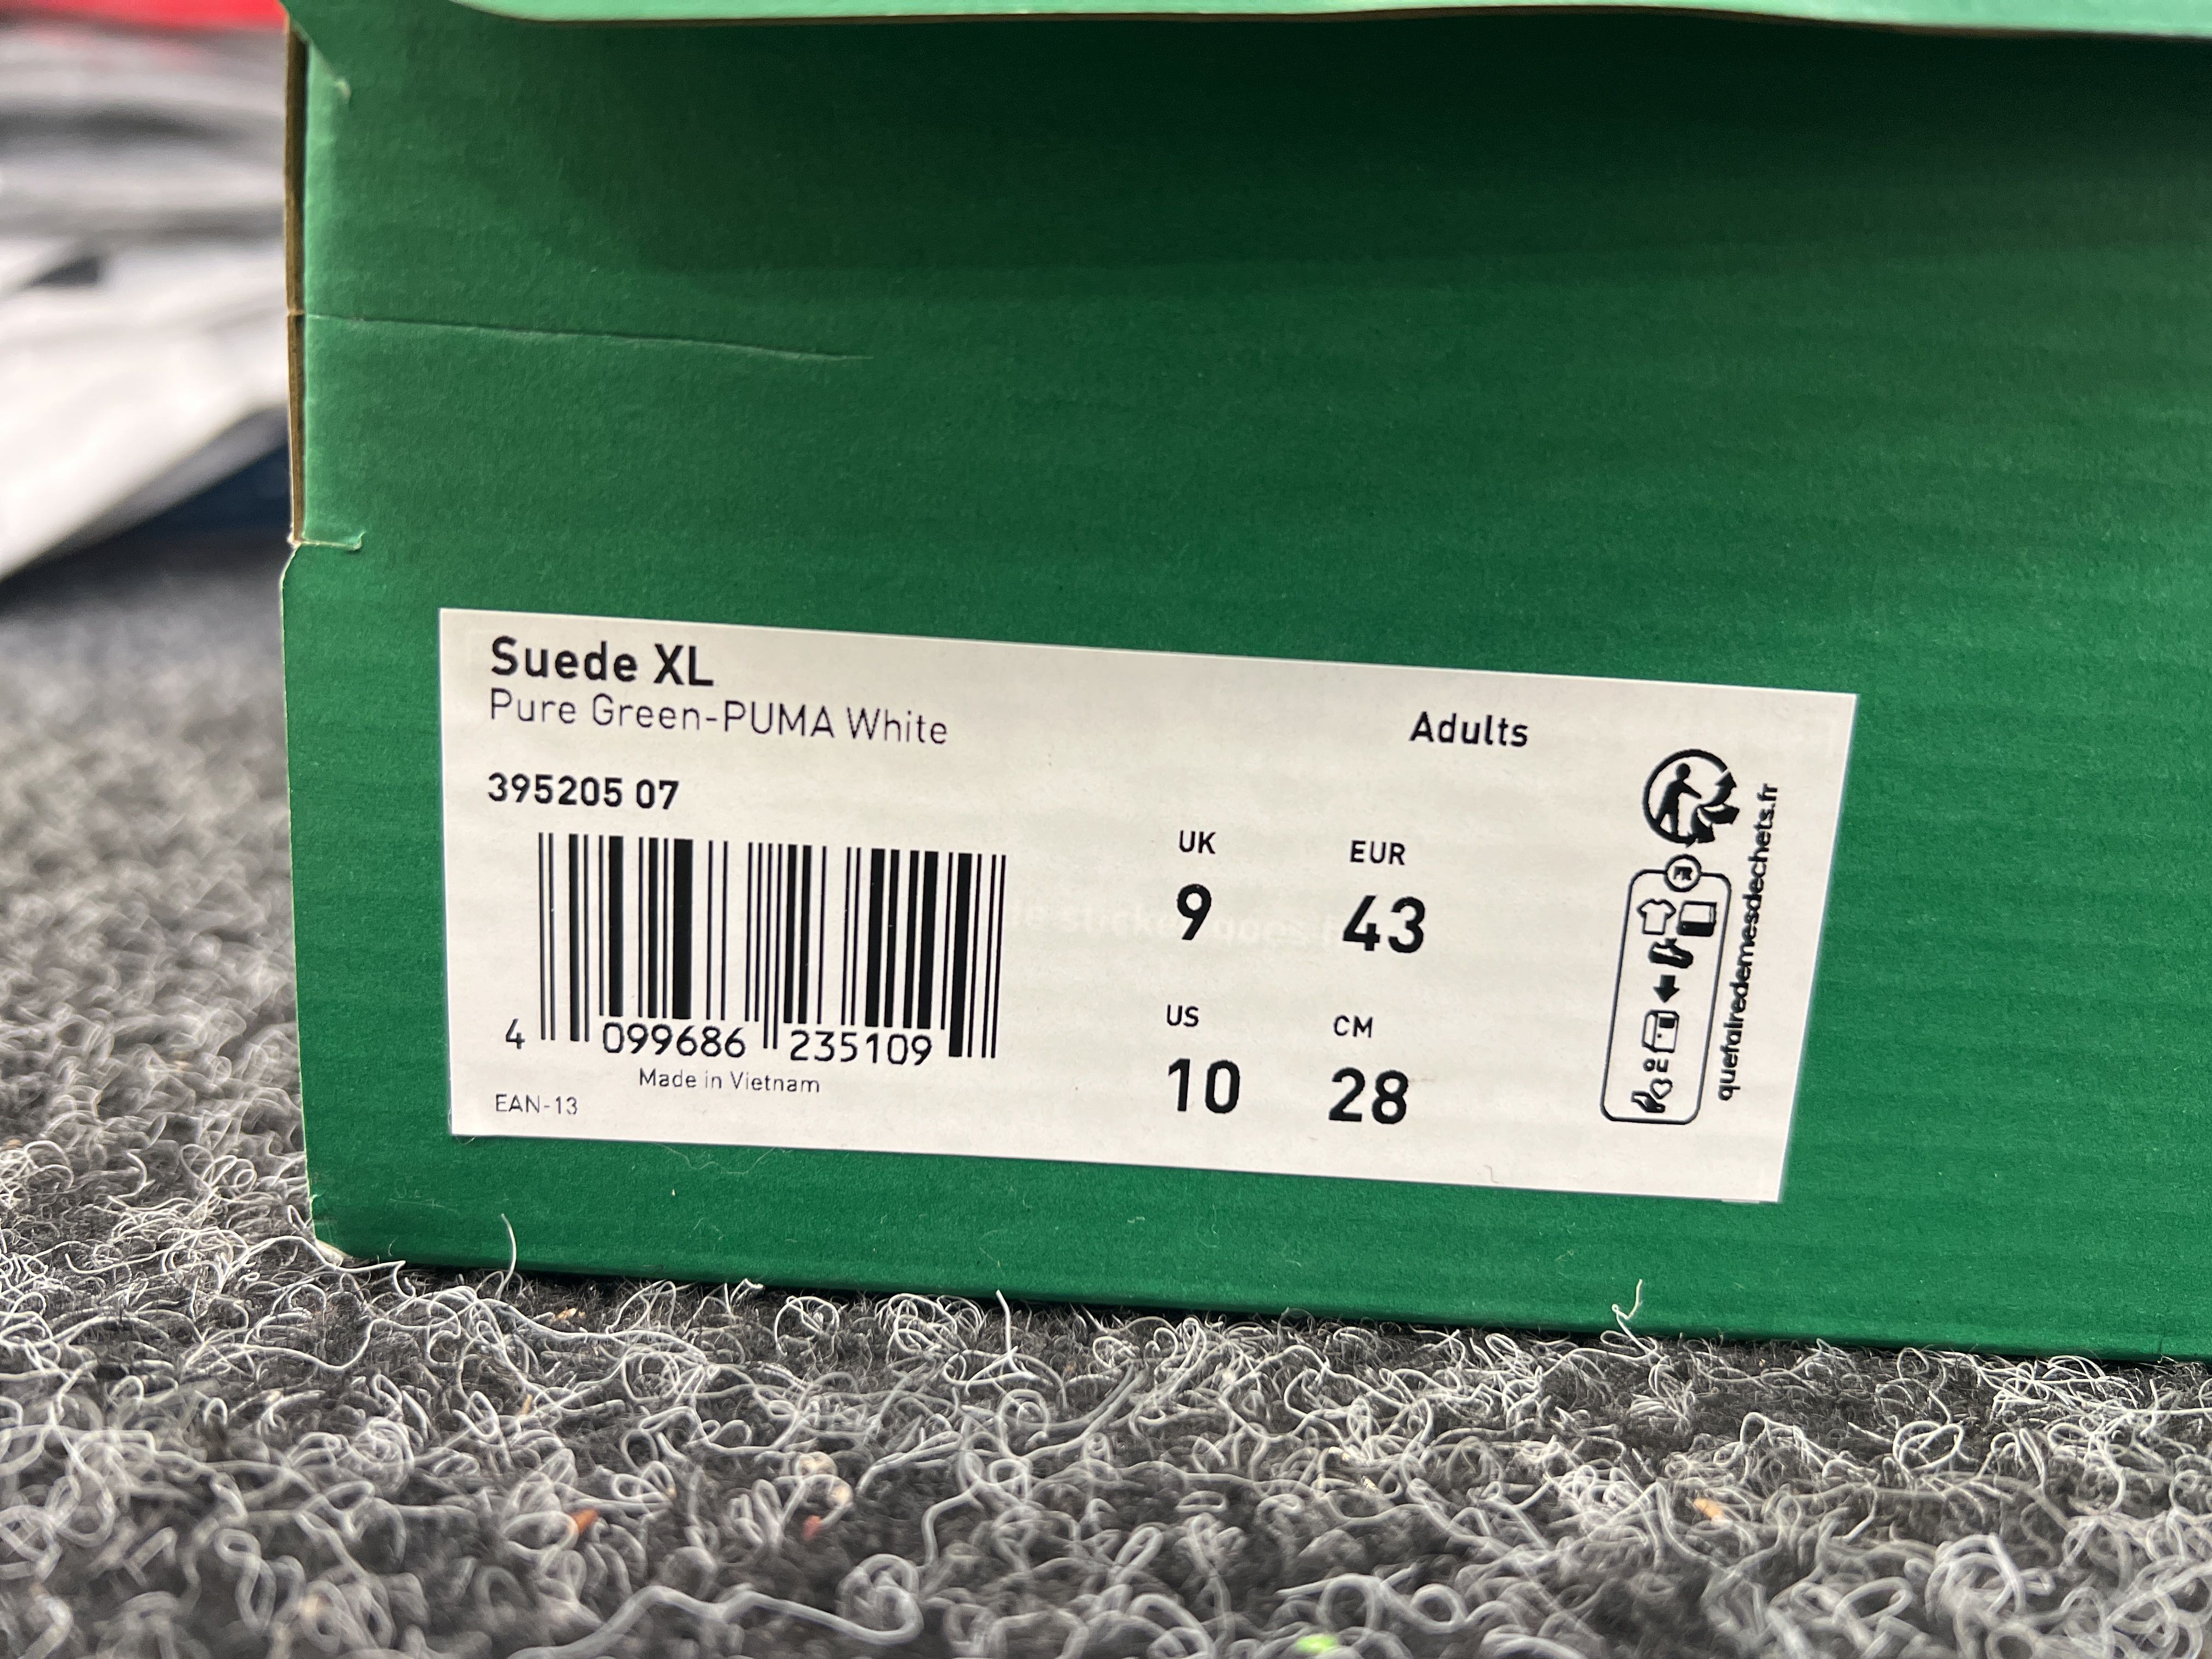 Suede XL
Pure Green-PUMA White
Adults
395205 07
4 099686 235109
Made in Vietnam
EAN-13
UK
9
EUR
43
US
10
CM
28
FR
quefairedemesdechets.fr